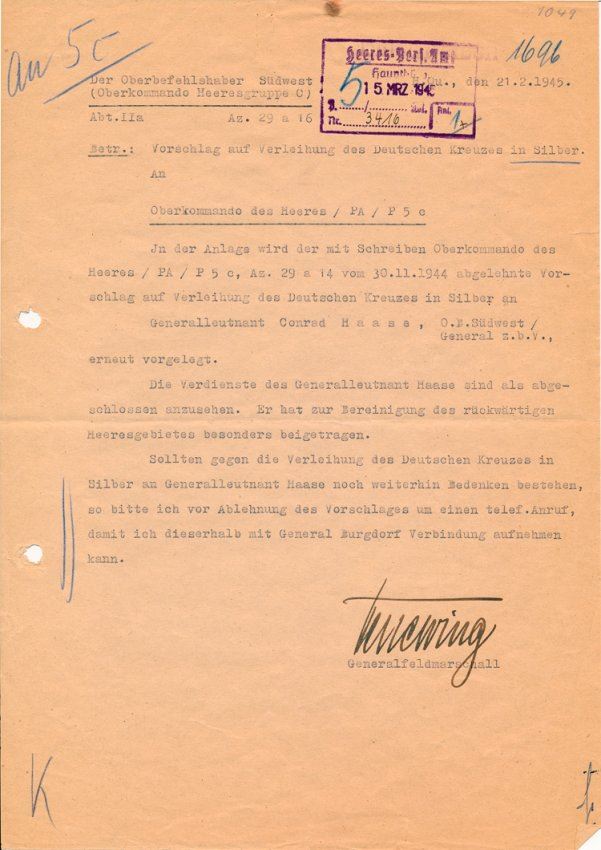 1049
An 5c
1696
Heeres-Pers. Amt
5
15 MRZ 1945
Nr. 3416
Anl.
Der Oberbefehlshaber Südwest
H.Qu., den 21.2.1945.
(Oberkommando Heeresgruppe C)
Abt.IIa Az. 29 a 16
Betr.: Vorschlag auf Verleihung des Deutschen Kreuzes in Silber.
An
Oberkommando des Heeres / PA / P 5 c
Jn der Anlage wird der mit Schreiben Oberkommando des
Heeres / PA / P 5 c, Az. 29 a 14 vom 30.11.1944 abgelehnte Vor-
schlag auf Verleihung des Deutschen Kreuzes in Silber an
Generalleutnant Conrad H a a s e , O.B.Südwest /
General z.b.V.,
erneut vorgelegt.
Die Verdienste des Generalleutnant Haase sind als abge-
schlossen anzusehen. Er hat zur Bereinigung des rückwärtigen
Heeresgebietes besonders beigetragen.
Sollten gegen die Verleihung des Deutschen Kreuzes in
Silber an Generalleutnant Haase noch weiterhin Bedenken bestehen,
so bitte ich vor Ablehnung des Vorschlages um einen telef.Anruf,
damit ich dieserhalb mit General Burgdorf Verbindung aufnehmen
kann.
Generalfeldmarschall
K